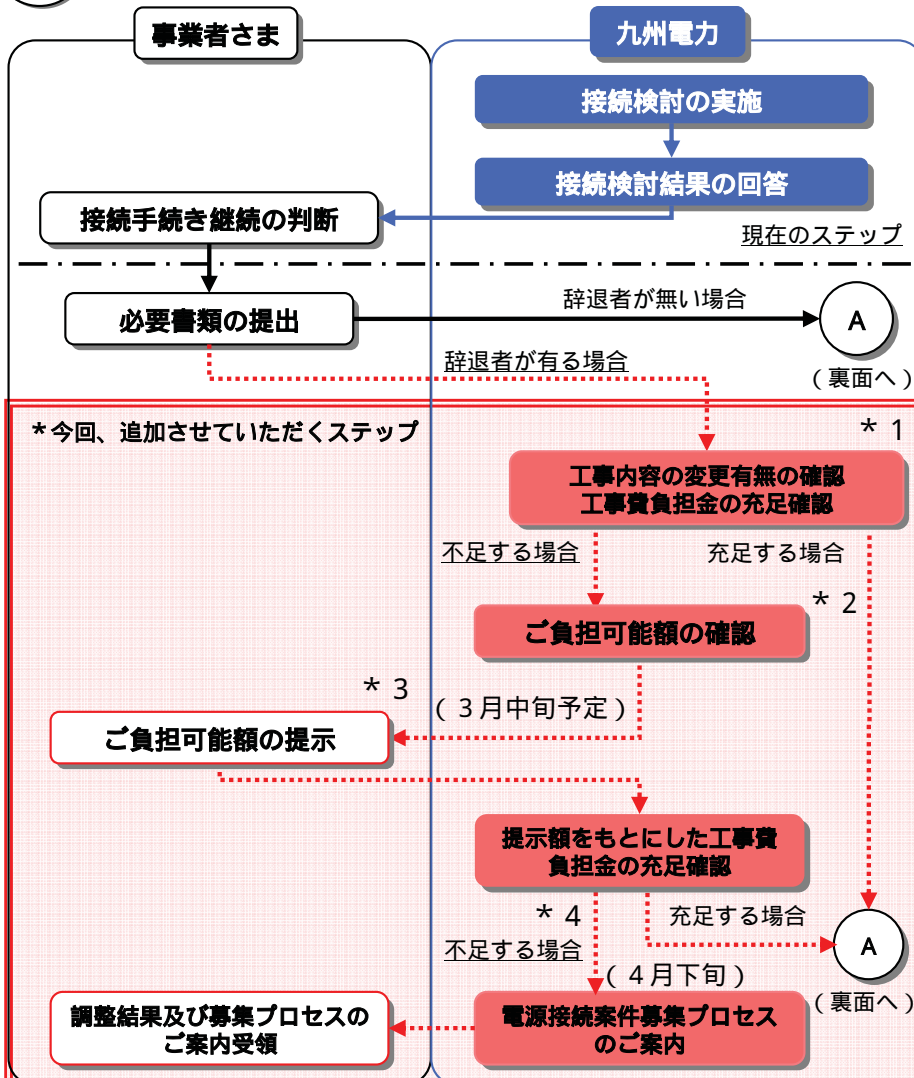 事業者さま
九州電力
接続検討の実施
接続検討結果の回答
接続手続き継続の判断
現在のステップ
必要書類の提出
辞退者が無い場合
A
(裏面へ)
辞退者が有る場合
*今回、追加させていただくステップ
*1
工事内容の変更有無の確認
工事費負担金の充足確認
不足する場合
充足する場合
*2
ご負担可能額の確認
*3
(3月中旬予定)
ご負担可能額の提示
提示額をもとにした工事費
負担金の充足確認
*4
充足する場合
不足する場合
A
(4月下旬)
(裏面へ)
調整結果及び募集プロセスの
ご案内受領
電源接続案件募集プロセス
のご案内